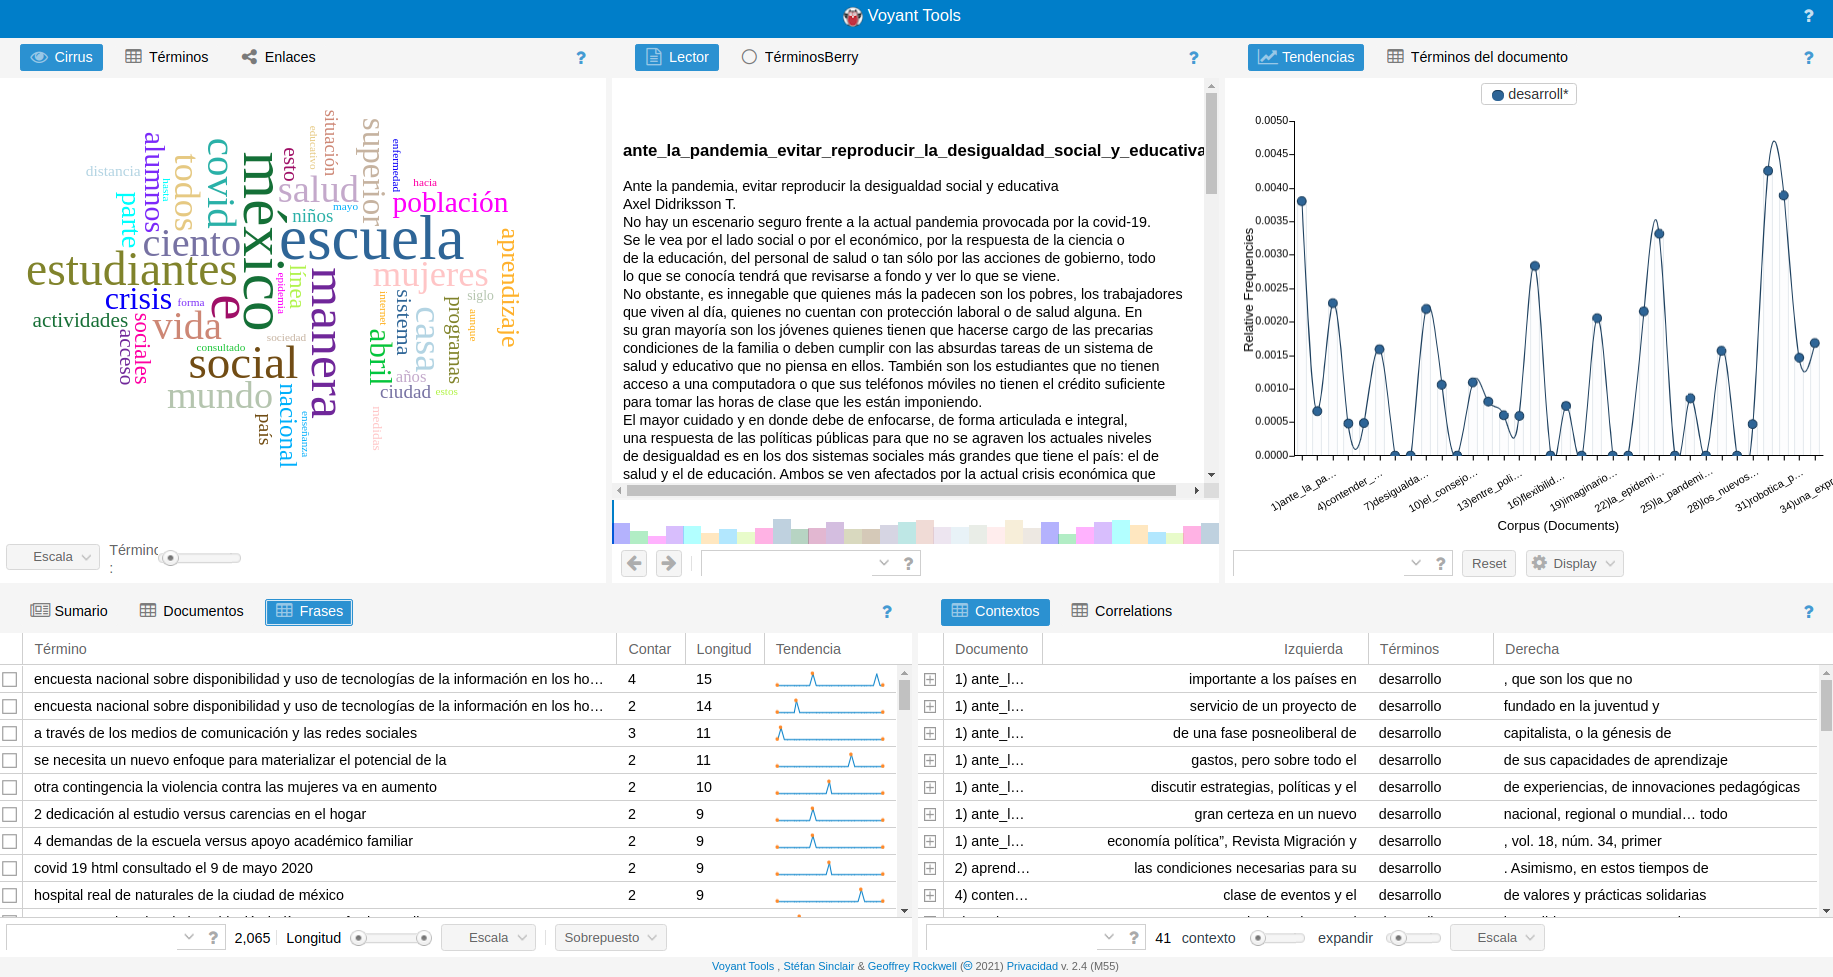 Voyant Tools
?
Cirrus
Términos
Enlaces
?
Lector
TérminosBerry
?
Tendencias
Términos del documento
?
situación
superior
educativo
enfermedad
alumnos
covid
esto
todos
méxico
distancia
hasta
salud
hacia
mayo
parte
niños
población
escuela
ciento
aprendizaje
estudiantes
línea
mujeres
epidemia
manera
crisis
forma
e
internet
sistema
casa
programas
siglo
actividades
sociales
vida
acceso
abril
aunque
sociedad
consultado
social
años
mundo
nacional
ciudad
estos
país
enseñanza
medidas
Escala
Término
:
ante_la_pandemia_evitar_reproducir_la_desigualdad_social_y_educativa
Ante la pandemia, evitar reproducir la desigualdad social y educativa
Axel Didriksson T.
No hay un escenario seguro frente a la actual pandemia provocada por la covid-19.
Se le vea por el lado social o por el económico, por la respuesta de la ciencia o
de la educación, del personal de salud o tan sólo por las acciones de gobierno, todo
lo que se conocía tendrá que revisarse a fondo y ver lo que se viene.
No obstante, es innegable que quienes más la padecen son los pobres, los trabajadores
que viven al día, quienes no cuentan con protección laboral o de salud alguna. En
su gran mayoría son los jóvenes quienes tienen que hacerse cargo de las precarias
condiciones de la familia o deben cumplir con las absurdas tareas de un sistema de
salud y educativo que no piensa en ellos. También son los estudiantes que no tienen
acceso a una computadora o que sus teléfonos móviles no tienen el crédito suficiente
para tomar las horas de clase que les están imponiendo.
El mayor cuidado y en donde debe de enfocarse, de forma articulada e integral,
una respuesta de las políticas públicas para que no se agraven los actuales niveles
de desigualdad es en los dos sistemas sociales más grandes que tiene el país: el de
salud y el de educación. Ambos se ven afectados por la actual crisis económica que
?
desarroll*
0.0050
0.0045
0.0040
0.0035
0.0030
0.0025
0.0020
0.0015
0.0010
0.0005
0.0000
Relative Frequencies
1)ante_la_pa…
4)contender_…
7)desigualda…
10)el_consejo…
13)entre_poli…
16)flexibilid…
19)imaginario…
22)la_epidemi…
25)la_pandemi…
28)los_nuevos…
31)robotica_p…
34)una_expr
Corpus (Documents)
?
Reset
Display
Sumario
Documentos
Frases
?
Término Contar Longitud Tendencia
encuesta nacional sobre disponibilidad y uso de tecnologías de la información en los ho… 4 15
encuesta nacional sobre disponibilidad y uso de tecnologías de la información en los ho… 2 14
a través de los medios de comunicación y las redes sociales 3 11
se necesita un nuevo enfoque para materializar el potencial de la 2 11
otra contingencia la violencia contra las mujeres va en aumento 2 10
2 dedicación al estudio versus carencias en el hogar 2 9
4 demandas de la escuela versus apoyo académico familiar 2 9
covid 19 html consultado el 9 de mayo 2020 2 9
hospital real de naturales de la ciudad de méxico 2 9
? 2,065 Longitud Escala Sobrepuesto
Contextos
Correlations
?
Documento Izquierda Términos Derecha
1) ante_l… importante a los países en desarrollo , que son los que no
1) ante_l… servicio de un proyecto de desarrollo fundado en la juventud y
1) ante_l… de una fase posneoliberal de desarrollo capitalista, o la génesis de
1) ante_l… gastos, pero sobre todo el desarrollo de sus capacidades de aprendizaje
1) ante_l… discutir estrategias, políticas y el desarrollo de experiencias, de innovaciones pedagógicas
1) ante_l… gran certeza en un nuevo desarrollo nacional, regional o mundial… todo
1) ante_l… economía política”, Revista Migración y desarrollo , vol. 18, núm. 34, primer
2) aprend… las condiciones necesarias para su desarrollo . Asimismo, en estos tiempos de
4) conten… clase de eventos y el desarrollo de valores y prácticas solidarias
? 41 contexto expandir Escala
Voyant Tools , Stéfan Sinclair & Geoffrey Rockwell (🅭 2021) Privacidad v. 2.4 (M55)